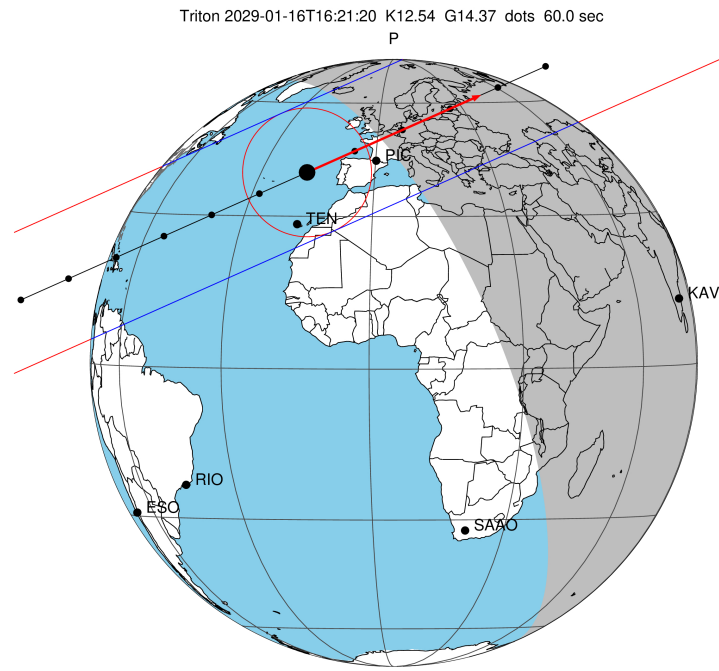 Triton 2029-01-16T16:21:20 K12.54 G14.37 dots 60.0 sec
P
PIC
TEN
KAV
RIO
ESO
SAAO